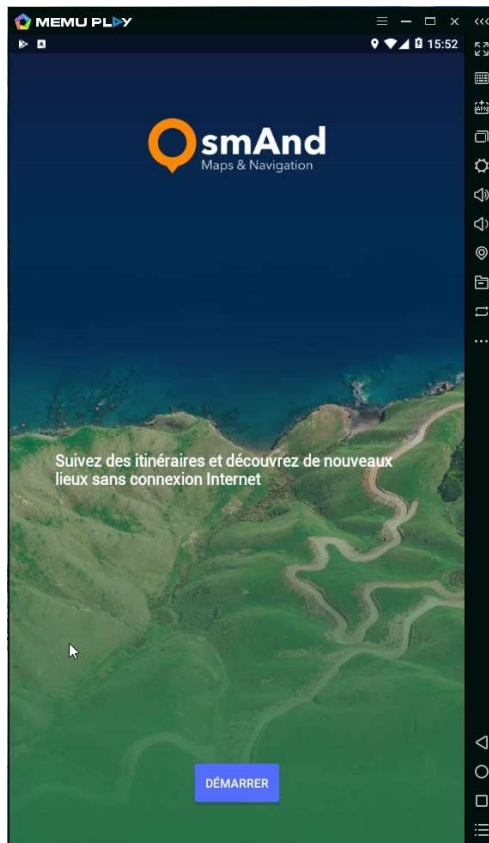 MEMU PLAY
15:52
OsmAnd
Maps & Navigation
Suivez des itinéraires et découvrez de nouveaux
lieux sans connexion Internet
DÉMARRER